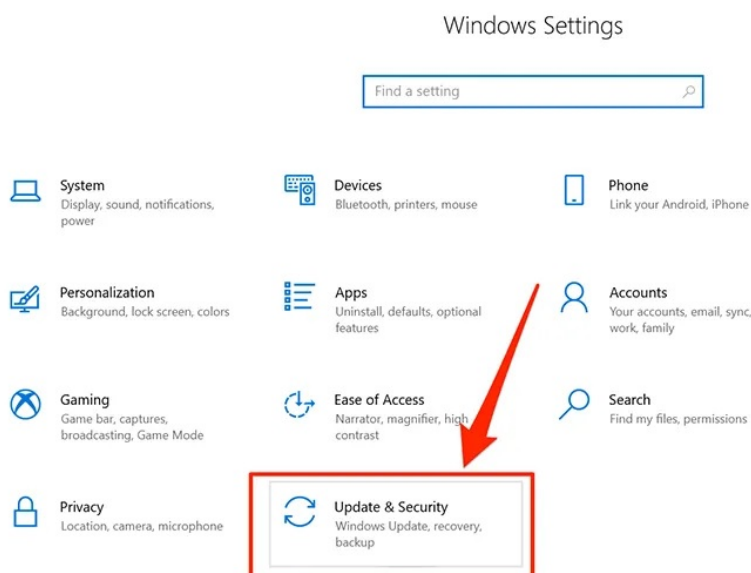 Windows Settings
Find a setting
System
Display, sound, notifications,
power
Devices
Bluetooth, printers, mouse
Phone
Link your Android, iPhone
Personalization
Background, lock screen, colors
Apps
Uninstall, defaults, optional
features
Accounts
Your accounts, email, sync,
work, family
Gaming
Game bar, captures,
broadcasting, Game Mode
Ease of Access
Narrator, magnifier, high
contrast
Search
Find my files, permissions
Privacy
Location, camera, microphone
Update & Security
Windows Update, recovery,
backup